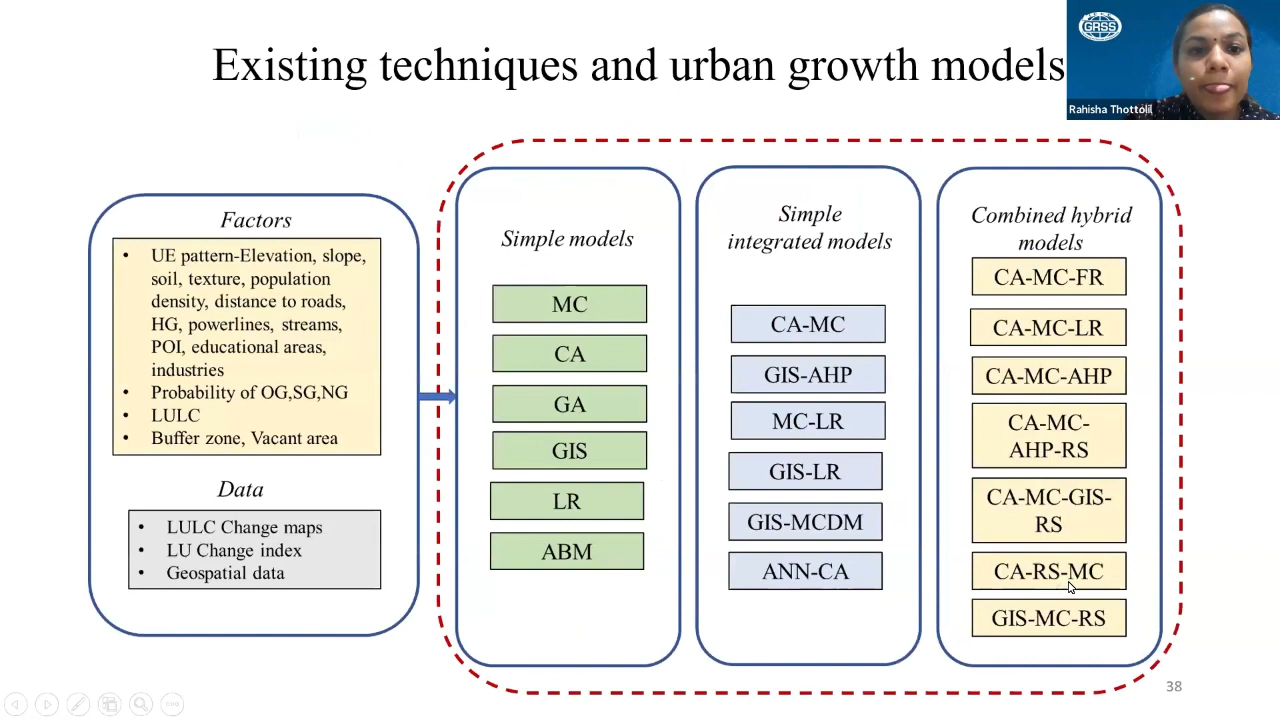 Existing techniques and urban growth models
GRSS
Rahisha Thottolil
Factors
• UE pattern-Elevation, slope,
soil, texture, population
density, distance to roads,
HG, powerlines, streams,
POI, educational areas,
industries
• Probability of OG,SG,NG
• LULC
• Buffer zone, Vacant area
Data
• LULC Change maps
• LU Change index
• Geospatial data
Simple models
MC
CA
GA
GIS
LR
ABM
Simple
integrated models
CA-MC
GIS-AHP
MC-LR
GIS-LR
GIS-MCDM
ANN-CA
Combined hybrid
models
CA-MC-FR
CA-MC-LR
CA-MC-AHP
CA-MC-
AHP-RS
CA-MC-GIS-
RS
CA-RS-MC
GIS-MC-RS
38